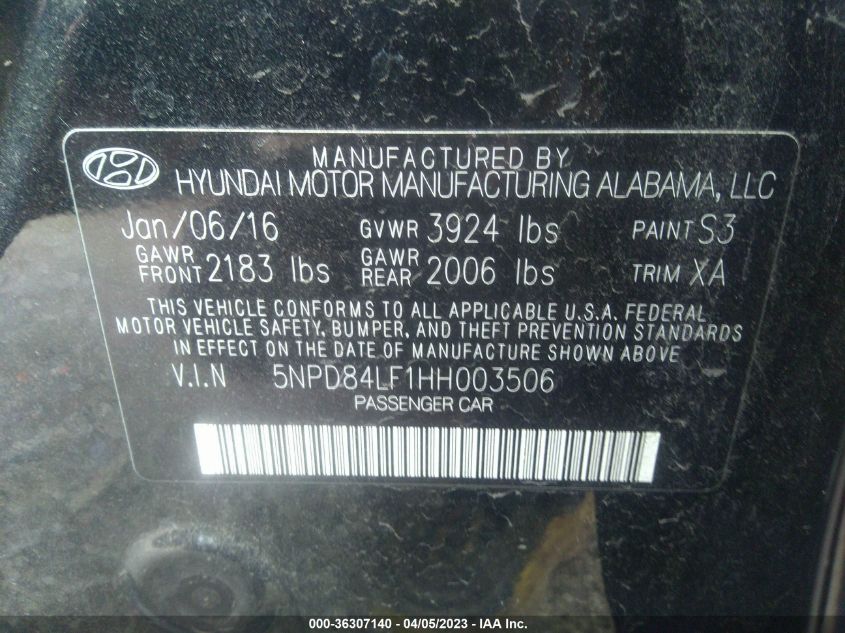 MANUFACTURED BY
HYUNDAI MOTOR MANUFACTURING ALABAMA, LLC
Jan/06/16 GVWR 3924 lbs PAINT S3
GAWR FRONT 2183 lbs GAWR REAR 2006 lbs TRIM XA
THIS VEHICLE CONFORMS TO ALL APPLICABLE U.S.A. FEDERAL
MOTOR VEHICLE SAFETY, BUMPER, AND THEFT PREVENTION STANDARDS
IN EFFECT ON THE DATE OF MANUFACTURE SHOWN ABOVE
V.I.N 5NPD84LF1HH003506
PASSENGER CAR
000-36307140 - 04/05/2023 - IAA Inc.